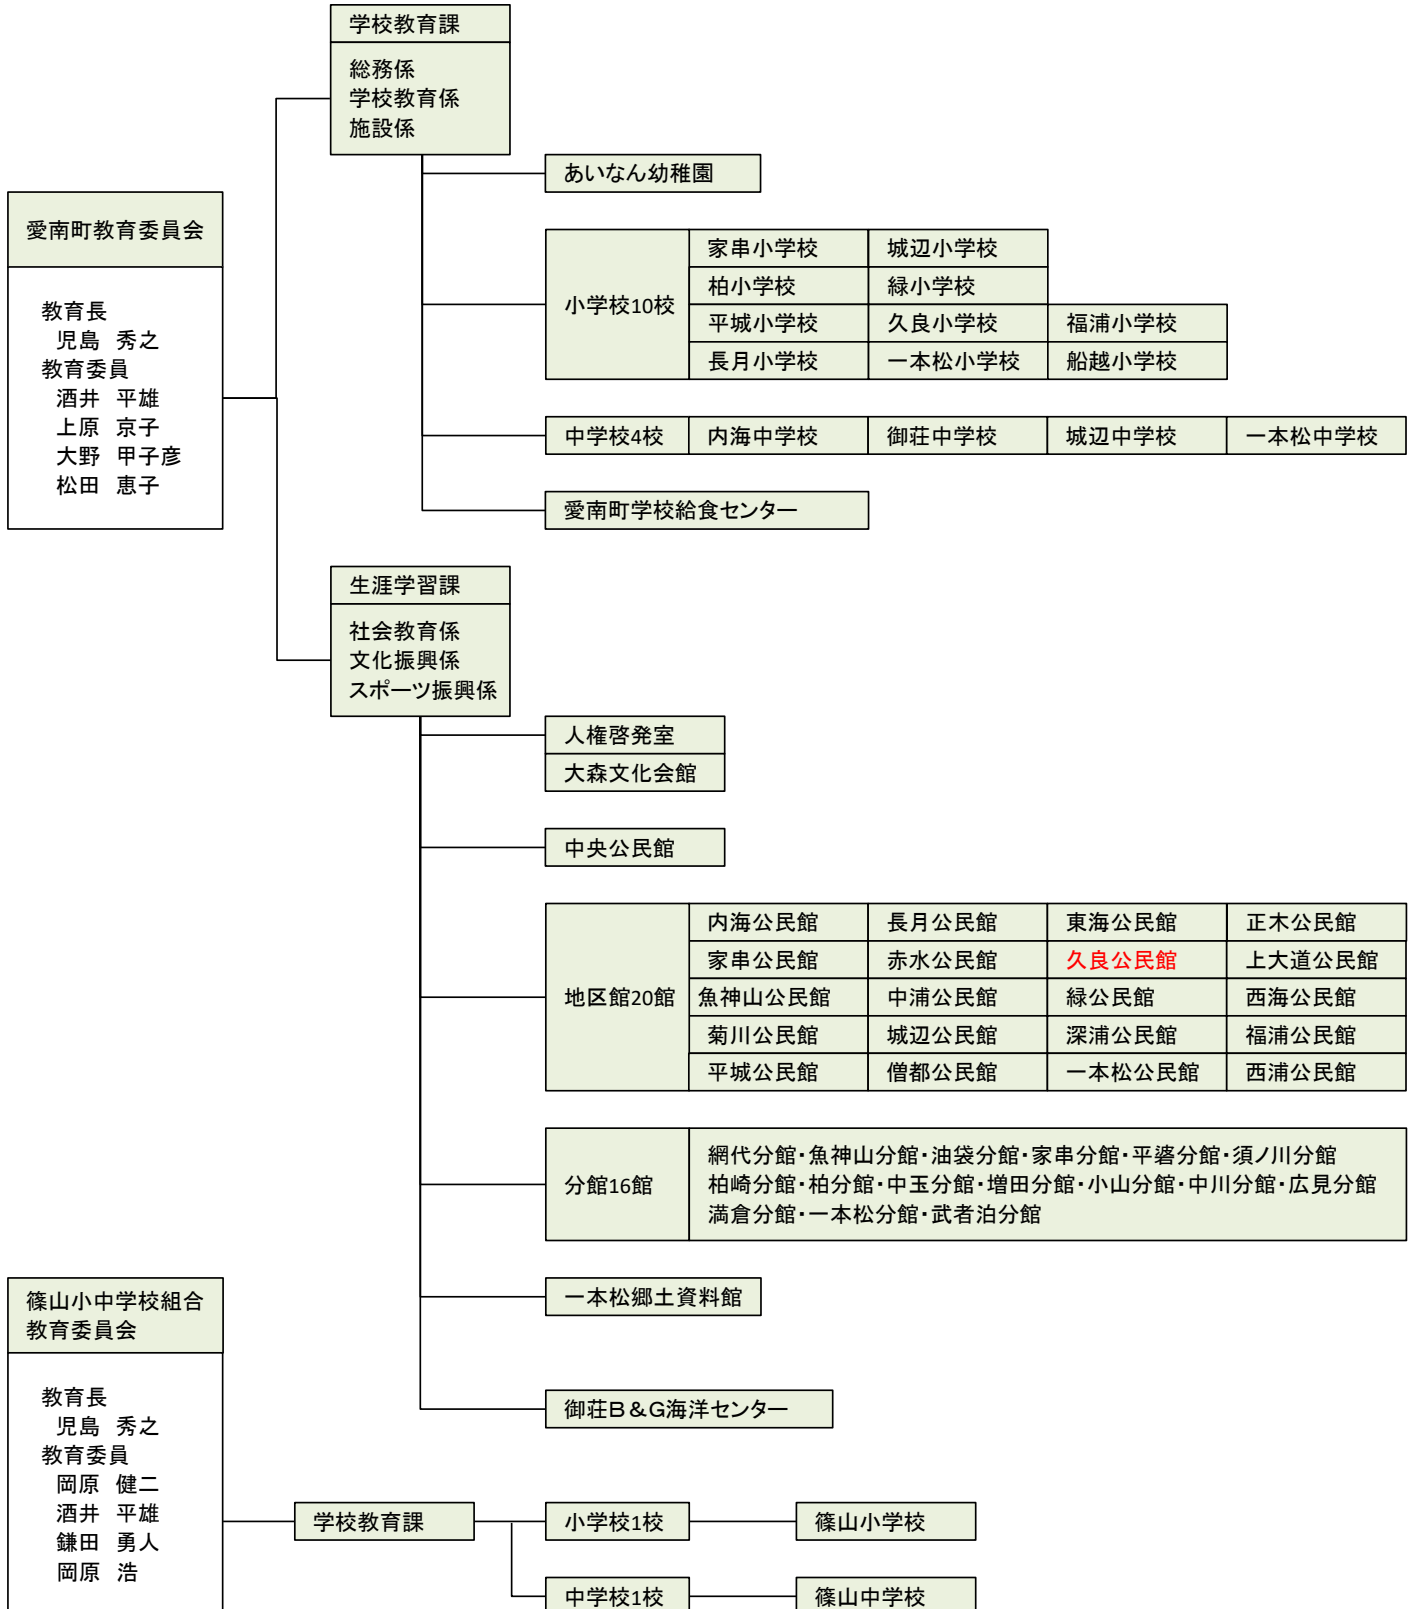 学校教育課
総務係
学校教育係
施設係
あいなん幼稚園
愛南町教育委員会
教育長
児島 秀之
教育委員
酒井 平雄
上原 京子
大野 甲子彦
松田 恵子
小学校10校
家串小学校 城辺小学校
柏小学校 緑小学校
平城小学校 久良小学校 福浦小学校
長月小学校 一本松小学校 船越小学校
中学校4校 内海中学校 御荘中学校 城辺中学校 一本松中学校
愛南町学校給食センター
生涯学習課
社会教育係
文化振興係
スポーツ振興係
人権啓発室
大森文化会館
中央公民館
地区館20館
内海公民館 長月公民館 東海公民館 正木公民館
家串公民館 赤水公民館 久良公民館 上大道公民館
魚神山公民館 中浦公民館 緑公民館 西海公民館
菊川公民館 城辺公民館 深浦公民館 福浦公民館
平城公民館 僧都公民館 一本松公民館 西浦公民館
分館16館
網代分館・魚神山分館・油袋分館・家串分館・平碆分館・須ノ川分館
柏崎分館・柏分館・中玉分館・増田分館・小山分館・中川分館・広見分館
満倉分館・一本松分館・武者泊分館
一本松郷土資料館
御荘B&G海洋センター
篠山小中学校組合
教育委員会
教育長
児島 秀之
教育委員
岡原 健二
酒井 平雄
鎌田 勇人
岡原 浩
学校教育課
小学校1校 篠山小学校
中学校1校 篠山中学校